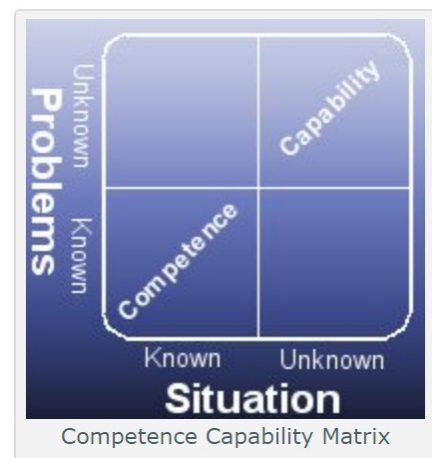 Problems
Unknown
Known
Capability
Competence
Known
Unknown
Situation
Competence Capability Matrix